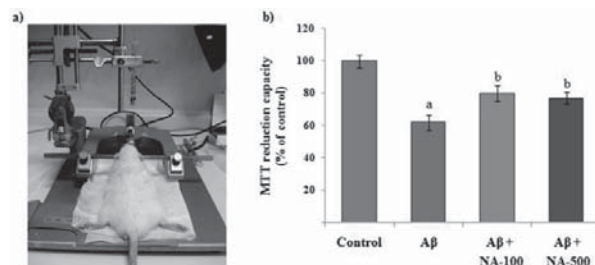 a)
b)
MTT reduction capacity
(% of control)
120
100
80
60
40
20
a
b
b
Control
Aβ
Aβ +
NA-100
Aβ +
NA-500